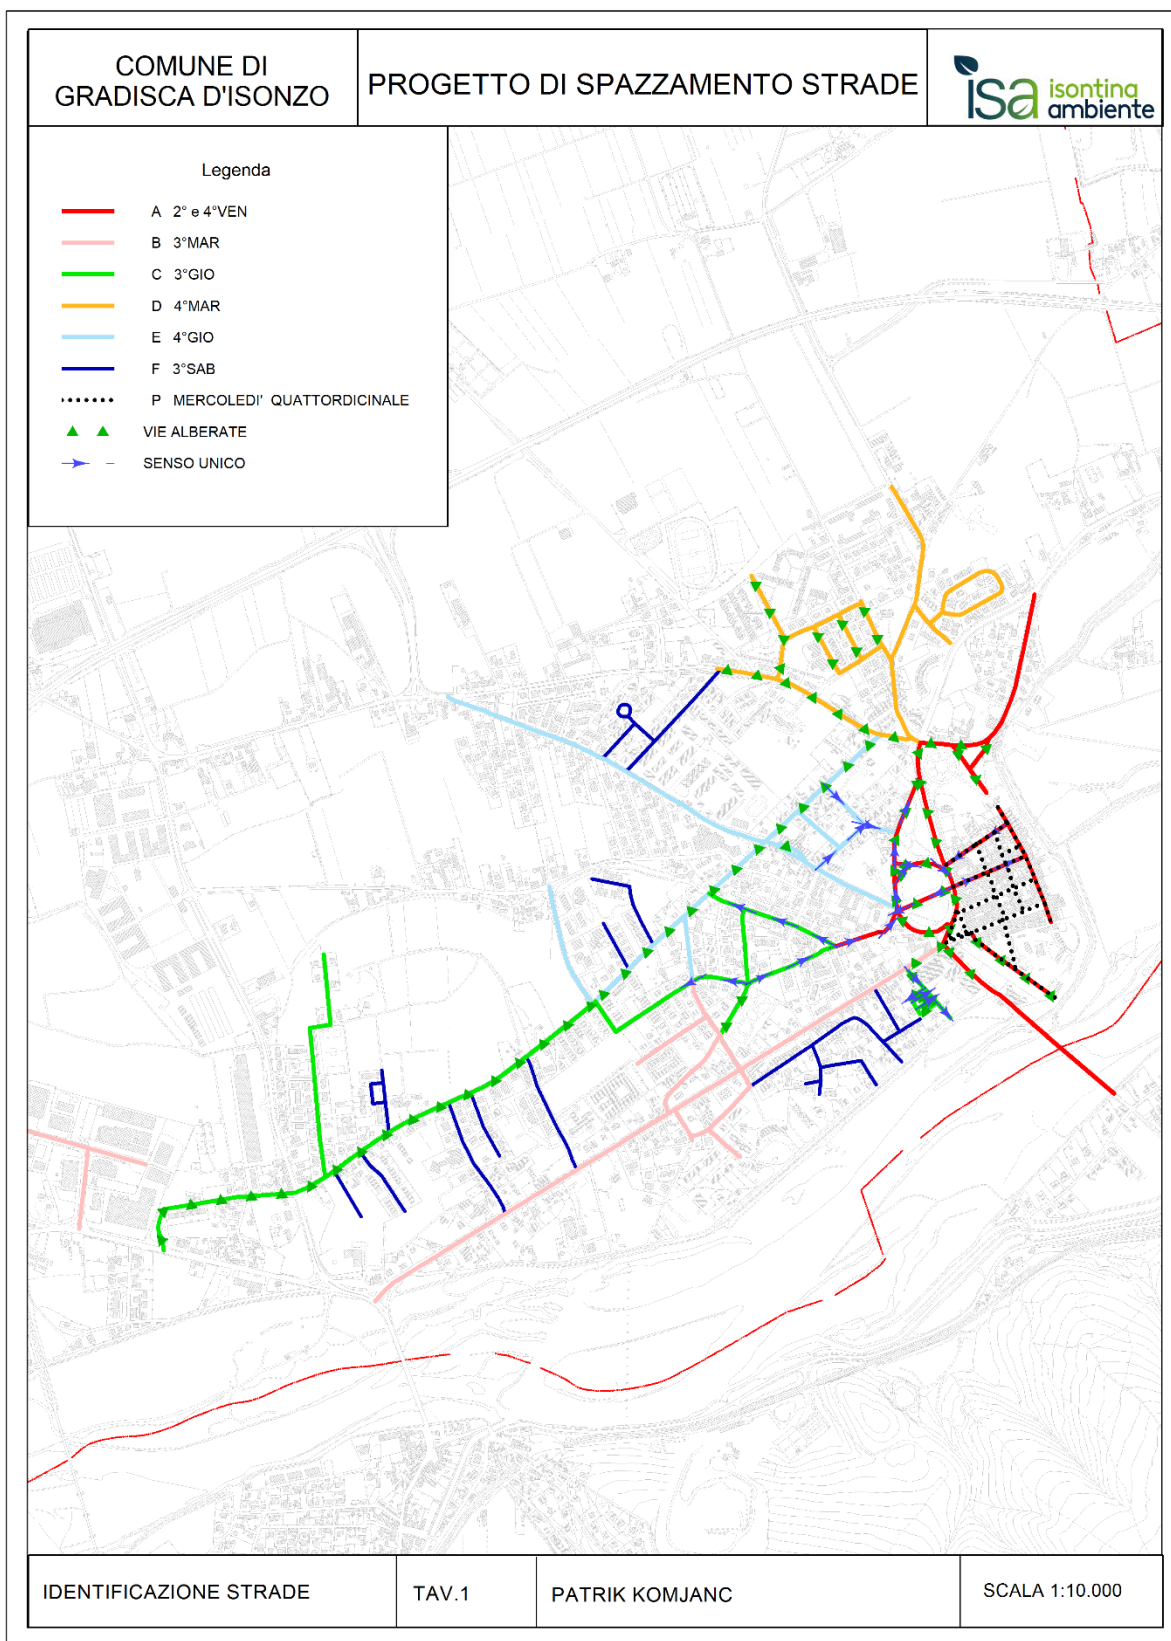 COMUNE DI
GRADISCA D'ISONZO
PROGETTO DI SPAZZAMENTO STRADE
isa isontina
ambiente
Legenda
A 2° e 4°VEN
B 3°MAR
C 3°GIO
D 4°MAR
E 4°GIO
F 3°SAB
P MERCOLEDI' QUATTORDICINALE
VIE ALBERATE
SENSO UNICO
IDENTIFICAZIONE STRADE
TAV.1
PATRIK KOMJANC
SCALA 1:10.000